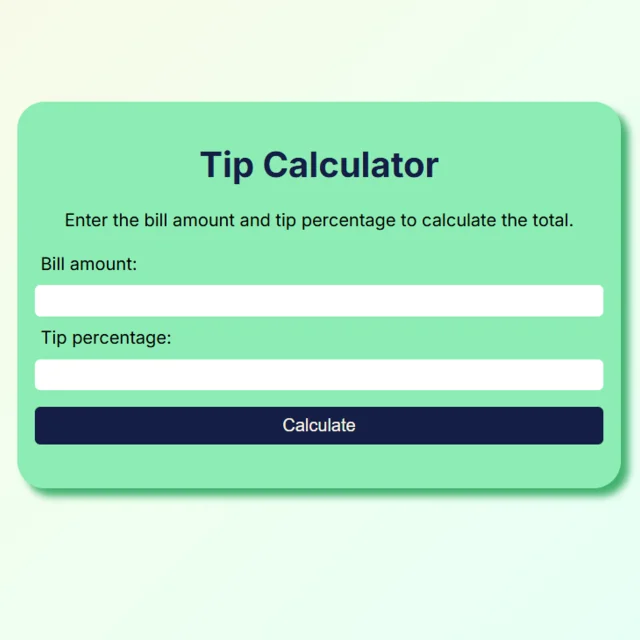 Tip Calculator
Enter the bill amount and tip percentage to calculate the total.
Bill amount:
Tip percentage:
Calculate